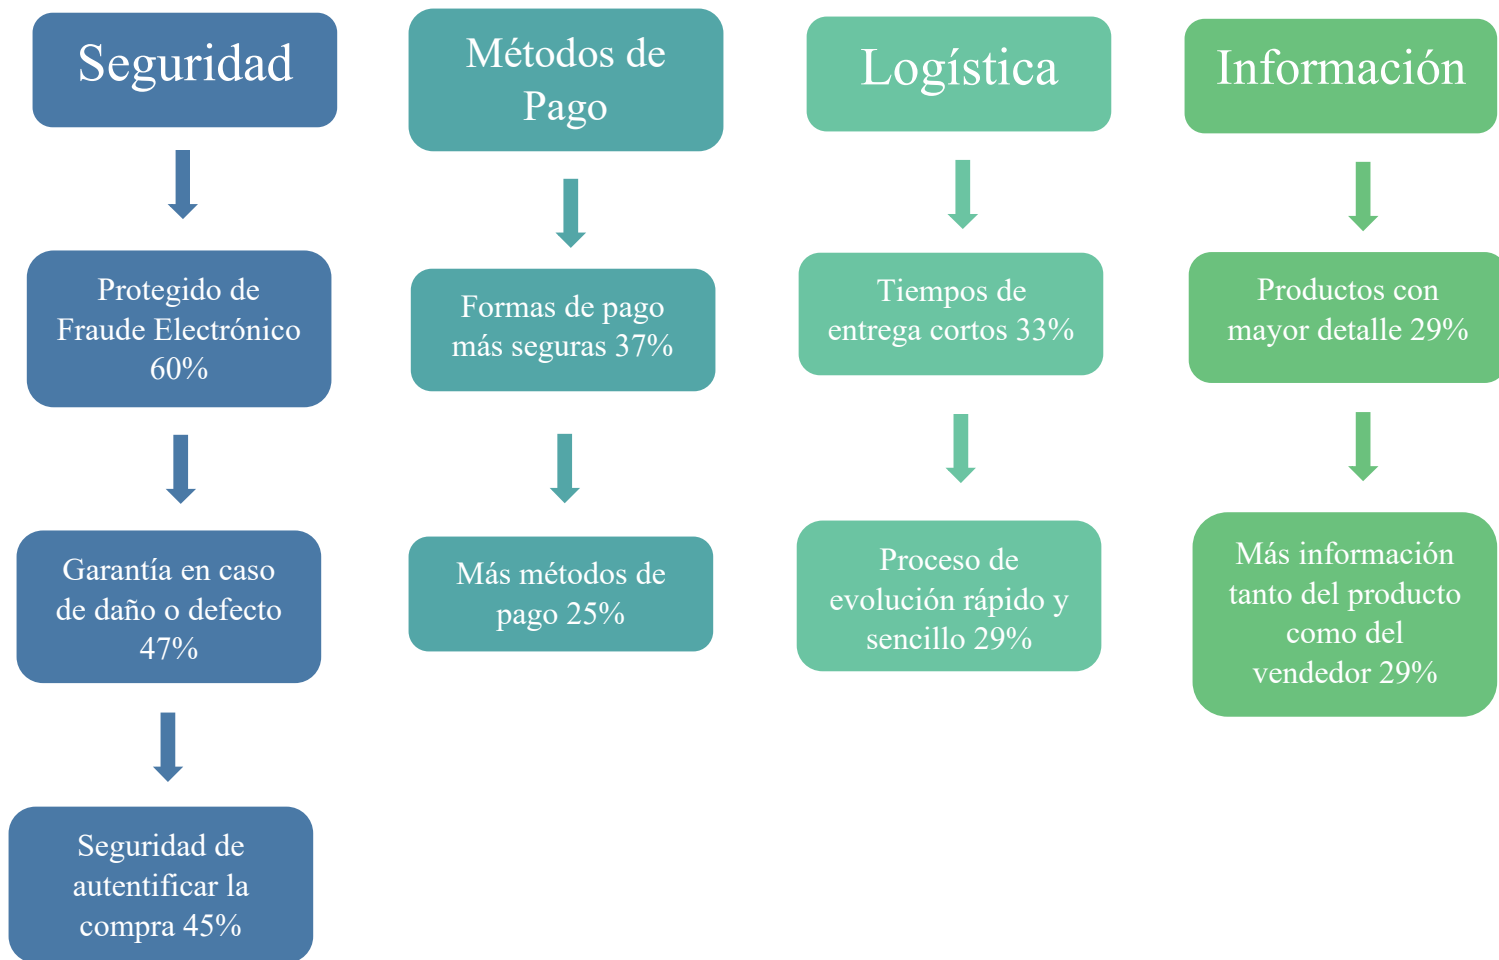 Seguridad
Protegido de
Fraude Electrónico
60%
Garantía en caso
de daño o defecto
47%
Seguridad de
autentificar la
compra 45%
Métodos de
Pago
Formas de pago
más seguras 37%
Más métodos de
pago 25%
Logística
Tiempos de
entrega cortos 33%
Proceso de
evolución rápido y
sencillo 29%
Información
Productos con
mayor detalle 29%
Más información
tanto del producto
como del
vendedor 29%